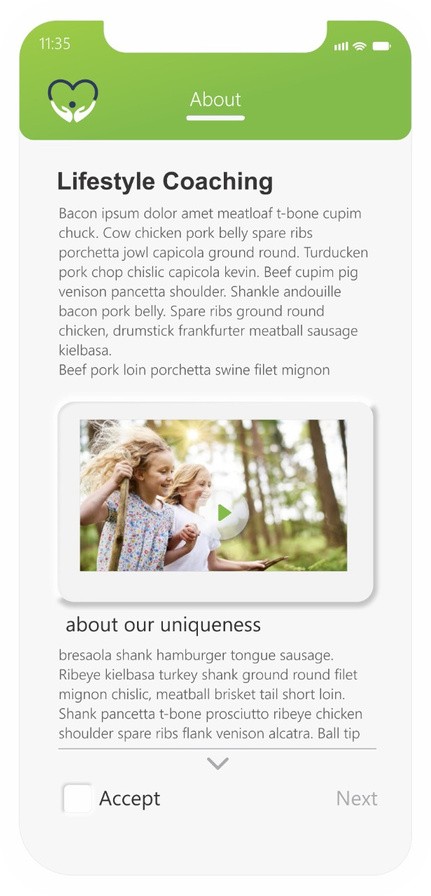 11:35
About
Lifestyle Coaching
Bacon ipsum dolor amet meatloaf t-bone cupim
chuck. Cow chicken pork belly spare ribs
porchetta jowl capicola ground round. Turducken
pork chop chislic capicola kevin. Beef cupim pig
venison pancetta shoulder. Shankle andouille
bacon pork belly. Spare ribs ground round
chicken, drumstick frankfurter meatball sausage
kielbasa.
Beef pork loin porchetta swine filet mignon
about our uniqueness
bresaola shank hamburger tongue sausage.
Ribeye kielbasa turkey shank ground round filet
mignon chislic, meatball brisket tail short loin.
Shank pancetta t-bone prosciutto ribeye chicken
shoulder spare ribs flank venison alcatra. Ball tip
Accept
Next